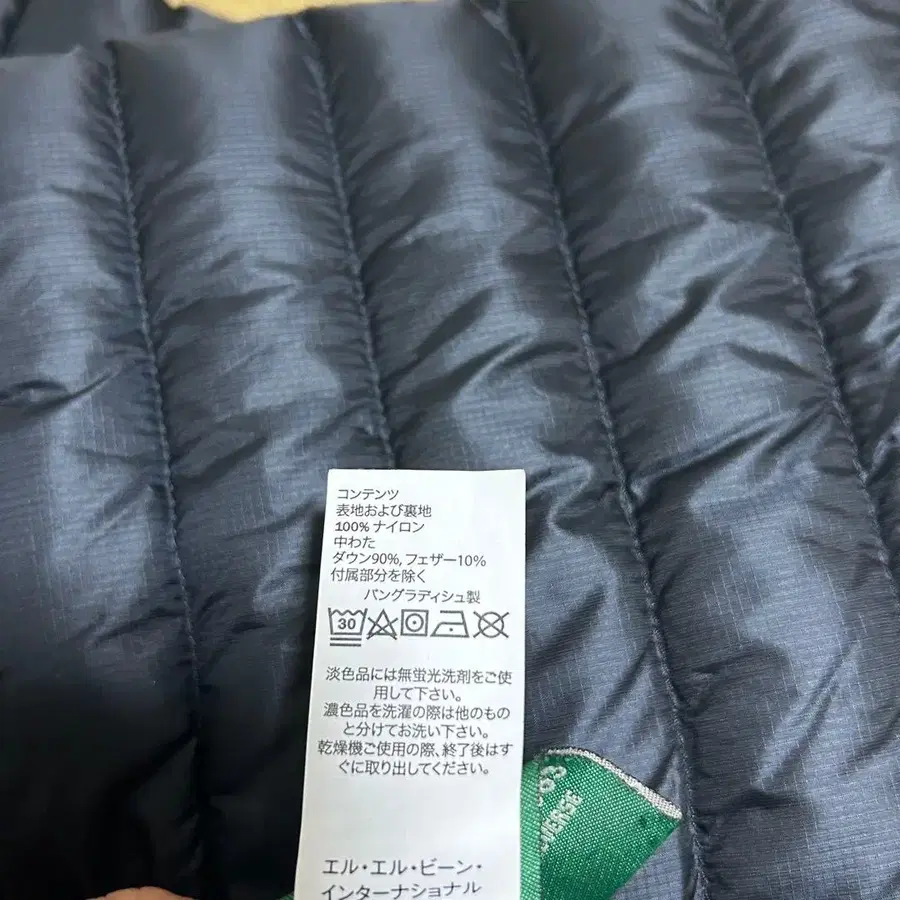 コンテンツ
表地および裏地
100% ナイロン
中わた
ダウン90%, フェザー10%
付属部分を除く
バングラディシュ製
30
淡色品には無蛍光洗剤をご使
用して下さい。
濃色品を洗濯の際は他のもの
と分けてお洗い下さい。
乾燥機ご使用の際、終了後はす
ぐに取り出してください。
エル・エル・ビーン・
インターナショナル